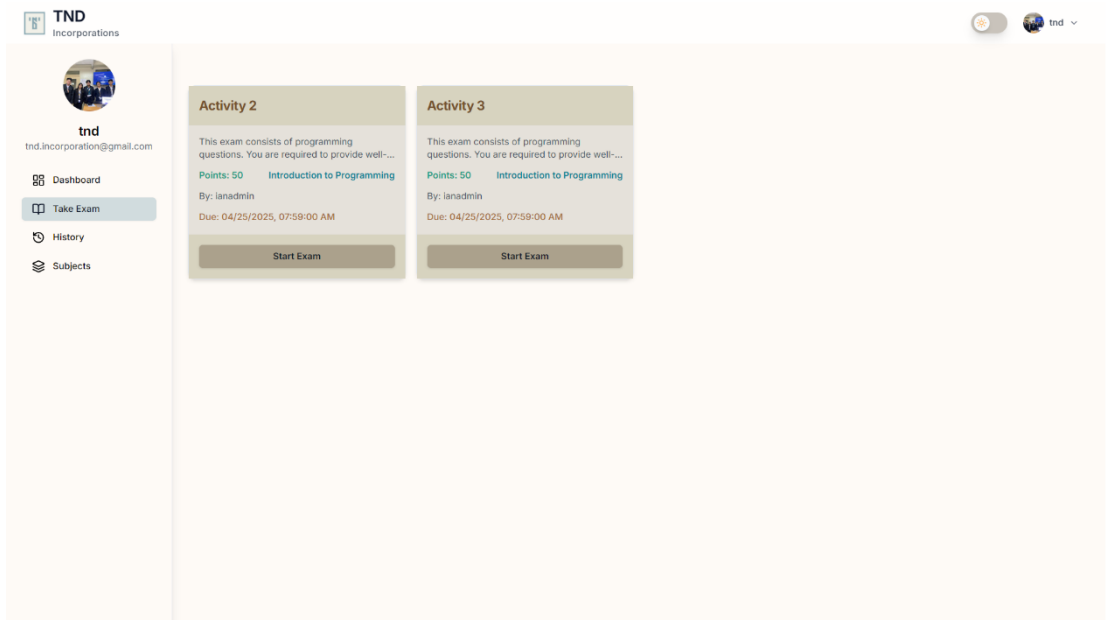 TND
Incorporations
tnd
tnd
tnd.incorporation@gmail.com
Dashboard
Take Exam
History
Subjects
Activity 2
This exam consists of programming
questions. You are required to provide well-...
Points: 50 Introduction to Programming
By: ianadmin
Due: 04/25/2025, 07:59:00 AM
Start Exam
Activity 3
This exam consists of programming
questions. You are required to provide well-...
Points: 50 Introduction to Programming
By: ianadmin
Due: 04/25/2025, 07:59:00 AM
Start Exam